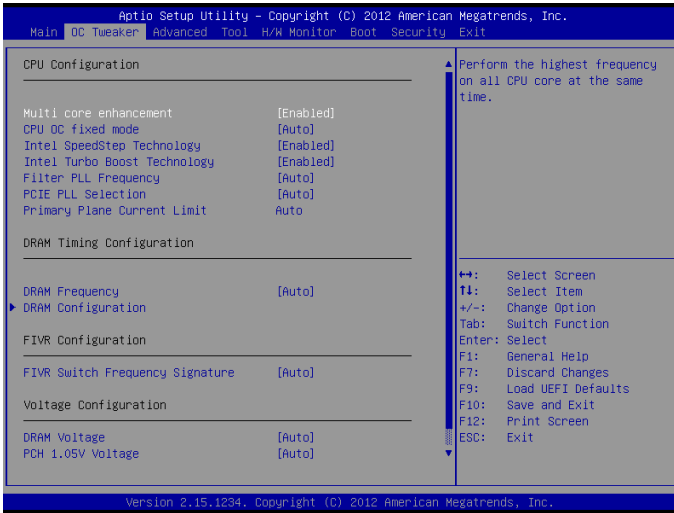 Aptio Setup Utility – Copyright (C) 2012 American Megatrends, Inc.
Main OC Tweaker Advanced Tool H/W Monitor Boot Security Exit
CPU Configuration
Multi core enhancement [Enabled]
CPU OC fixed mode [Auto]
Intel SpeedStep Technology [Enabled]
Intel Turbo Boost Technology [Enabled]
Filter PLL Frequency [Auto]
PCIE PLL Selection [Auto]
Primary Plane Current Limit Auto
DRAM Timing Configuration
DRAM Frequency [Auto]
DRAM Configuration
FIVR Configuration
FIVR Switch Frequency Signature [Auto]
Voltage Configuration
DRAM Voltage [Auto]
PCH 1.05V Voltage [Auto]
Perform the highest frequency
on all CPU core at the same
time.
↔: Select Screen
↑↓: Select Item
+/-: Change Option
Tab: Switch Function
Enter: Select
F1: General Help
F7: Discard Changes
F9: Load UEFI Defaults
F10: Save and Exit
F12: Print Screen
ESC: Exit
Version 2.15.1234. Copyright (C) 2012 American Megatrends, Inc.